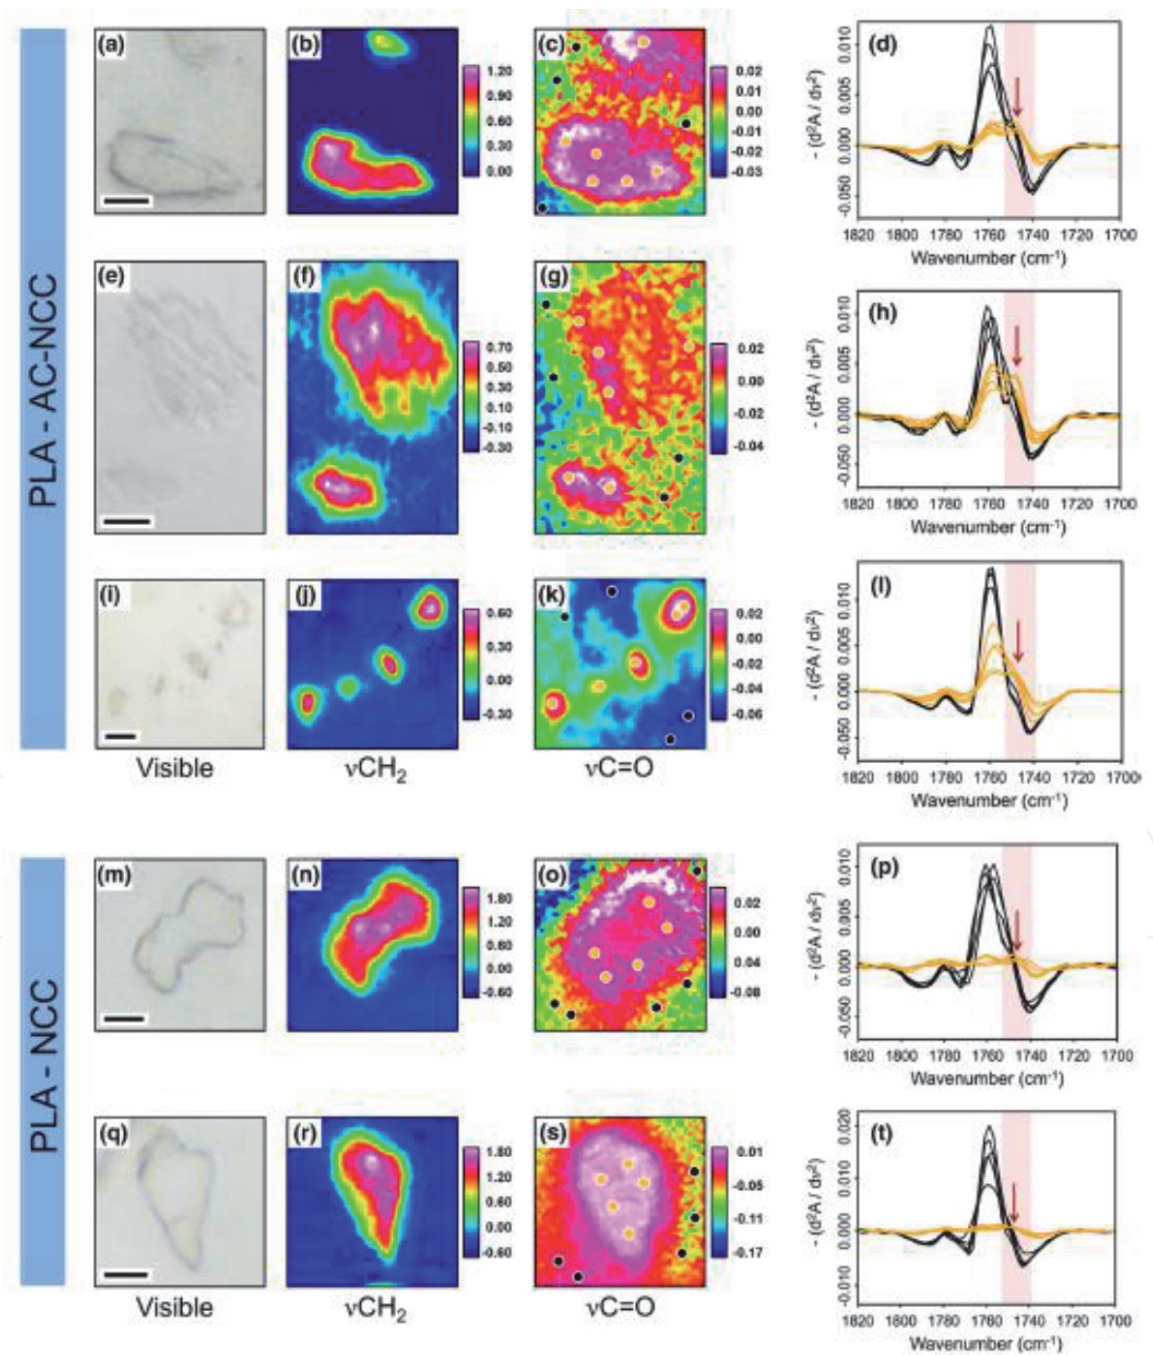 PLA - AC-NCC
(a)
(b)
1.20
0.90
0.60
0.30
0.00
(c)
0.02
0.01
0.00
-0.01
-0.02
-0.03
(d)
- (d²A / dν²)
0.010
0.005
0.000
-0.050
1820 1800 1780 1760 1740 1720 1700
Wavenumber (cm⁻¹)
(e)
(f)
0.70
0.50
0.30
0.10
-0.10
-0.30
(g)
0.02
0.00
-0.02
-0.04
(h)
- (d²A / dν²)
0.010
0.005
0.000
-0.050
1820 1800 1780 1760 1740 1720 1700
Wavenumber (cm⁻¹)
(i)
(j)
0.60
0.30
0.00
-0.30
(k)
0.02
0.00
-0.02
-0.04
-0.06
(l)
- (d²A / dν²)
0.010
0.005
0.000
-0.050
1820 1800 1780 1760 1740 1720 1700
Wavenumber (cm⁻¹)
Visible
νCH₂
νC=O
PLA - NCC
(m)
(n)
1.80
1.20
0.60
0.00
-0.60
(o)
0.02
0.00
0.04
-0.08
(p)
- (d²A / dν²)
0.010
0.005
0.000
-0.050
1820 1800 1780 1760 1740 1720 1700
Wavenumber (cm⁻¹)
(q)
(r)
1.80
1.20
0.60
0.00
-0.60
(s)
0.01
-0.05
-0.11
-0.17
(t)
- (d²A / dν²)
0.020
0.010
0.000
-0.010
1820 1800 1780 1760 1740 1720 1700
Wavenumber (cm⁻¹)
Visible
νCH₂
νC=O